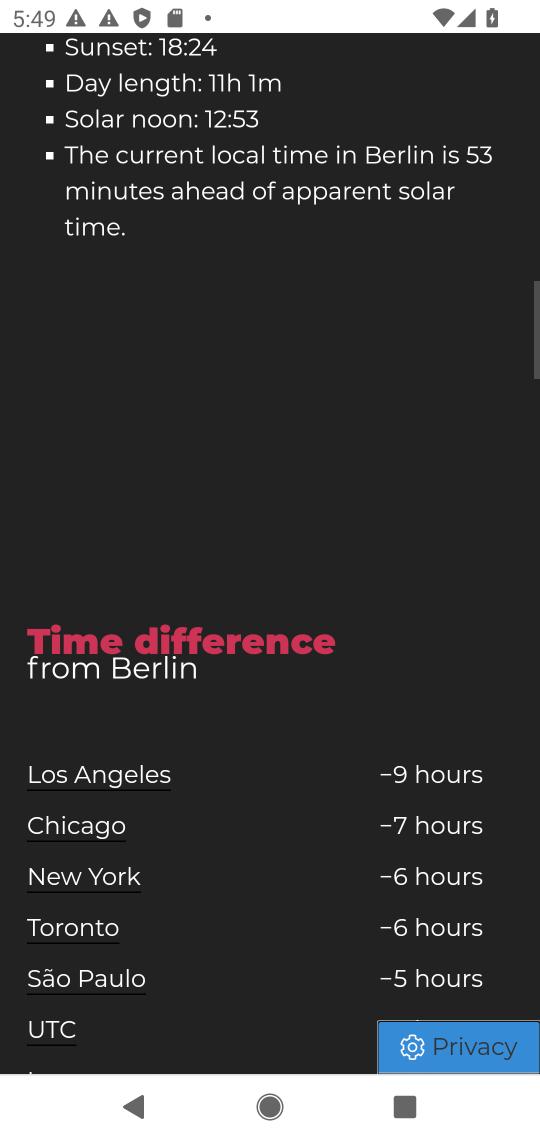 5:49
Sunset: 18:24
Day length: 11h 1m
Solar noon: 12:53
The current local time in Berlin is 53
minutes ahead of apparent solar
time.
Time difference
from Berlin
Los Angeles −9 hours
Chicago −7 hours
New York −6 hours
Toronto −6 hours
São Paulo −5 hours
UTC
Privacy